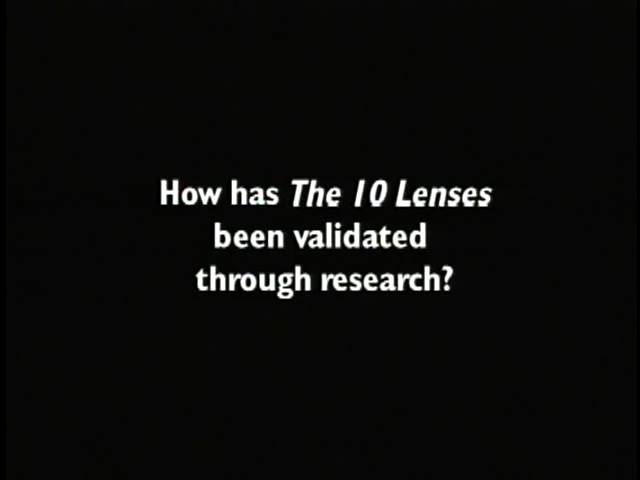 How has The 10 Lenses
been validated
through research?